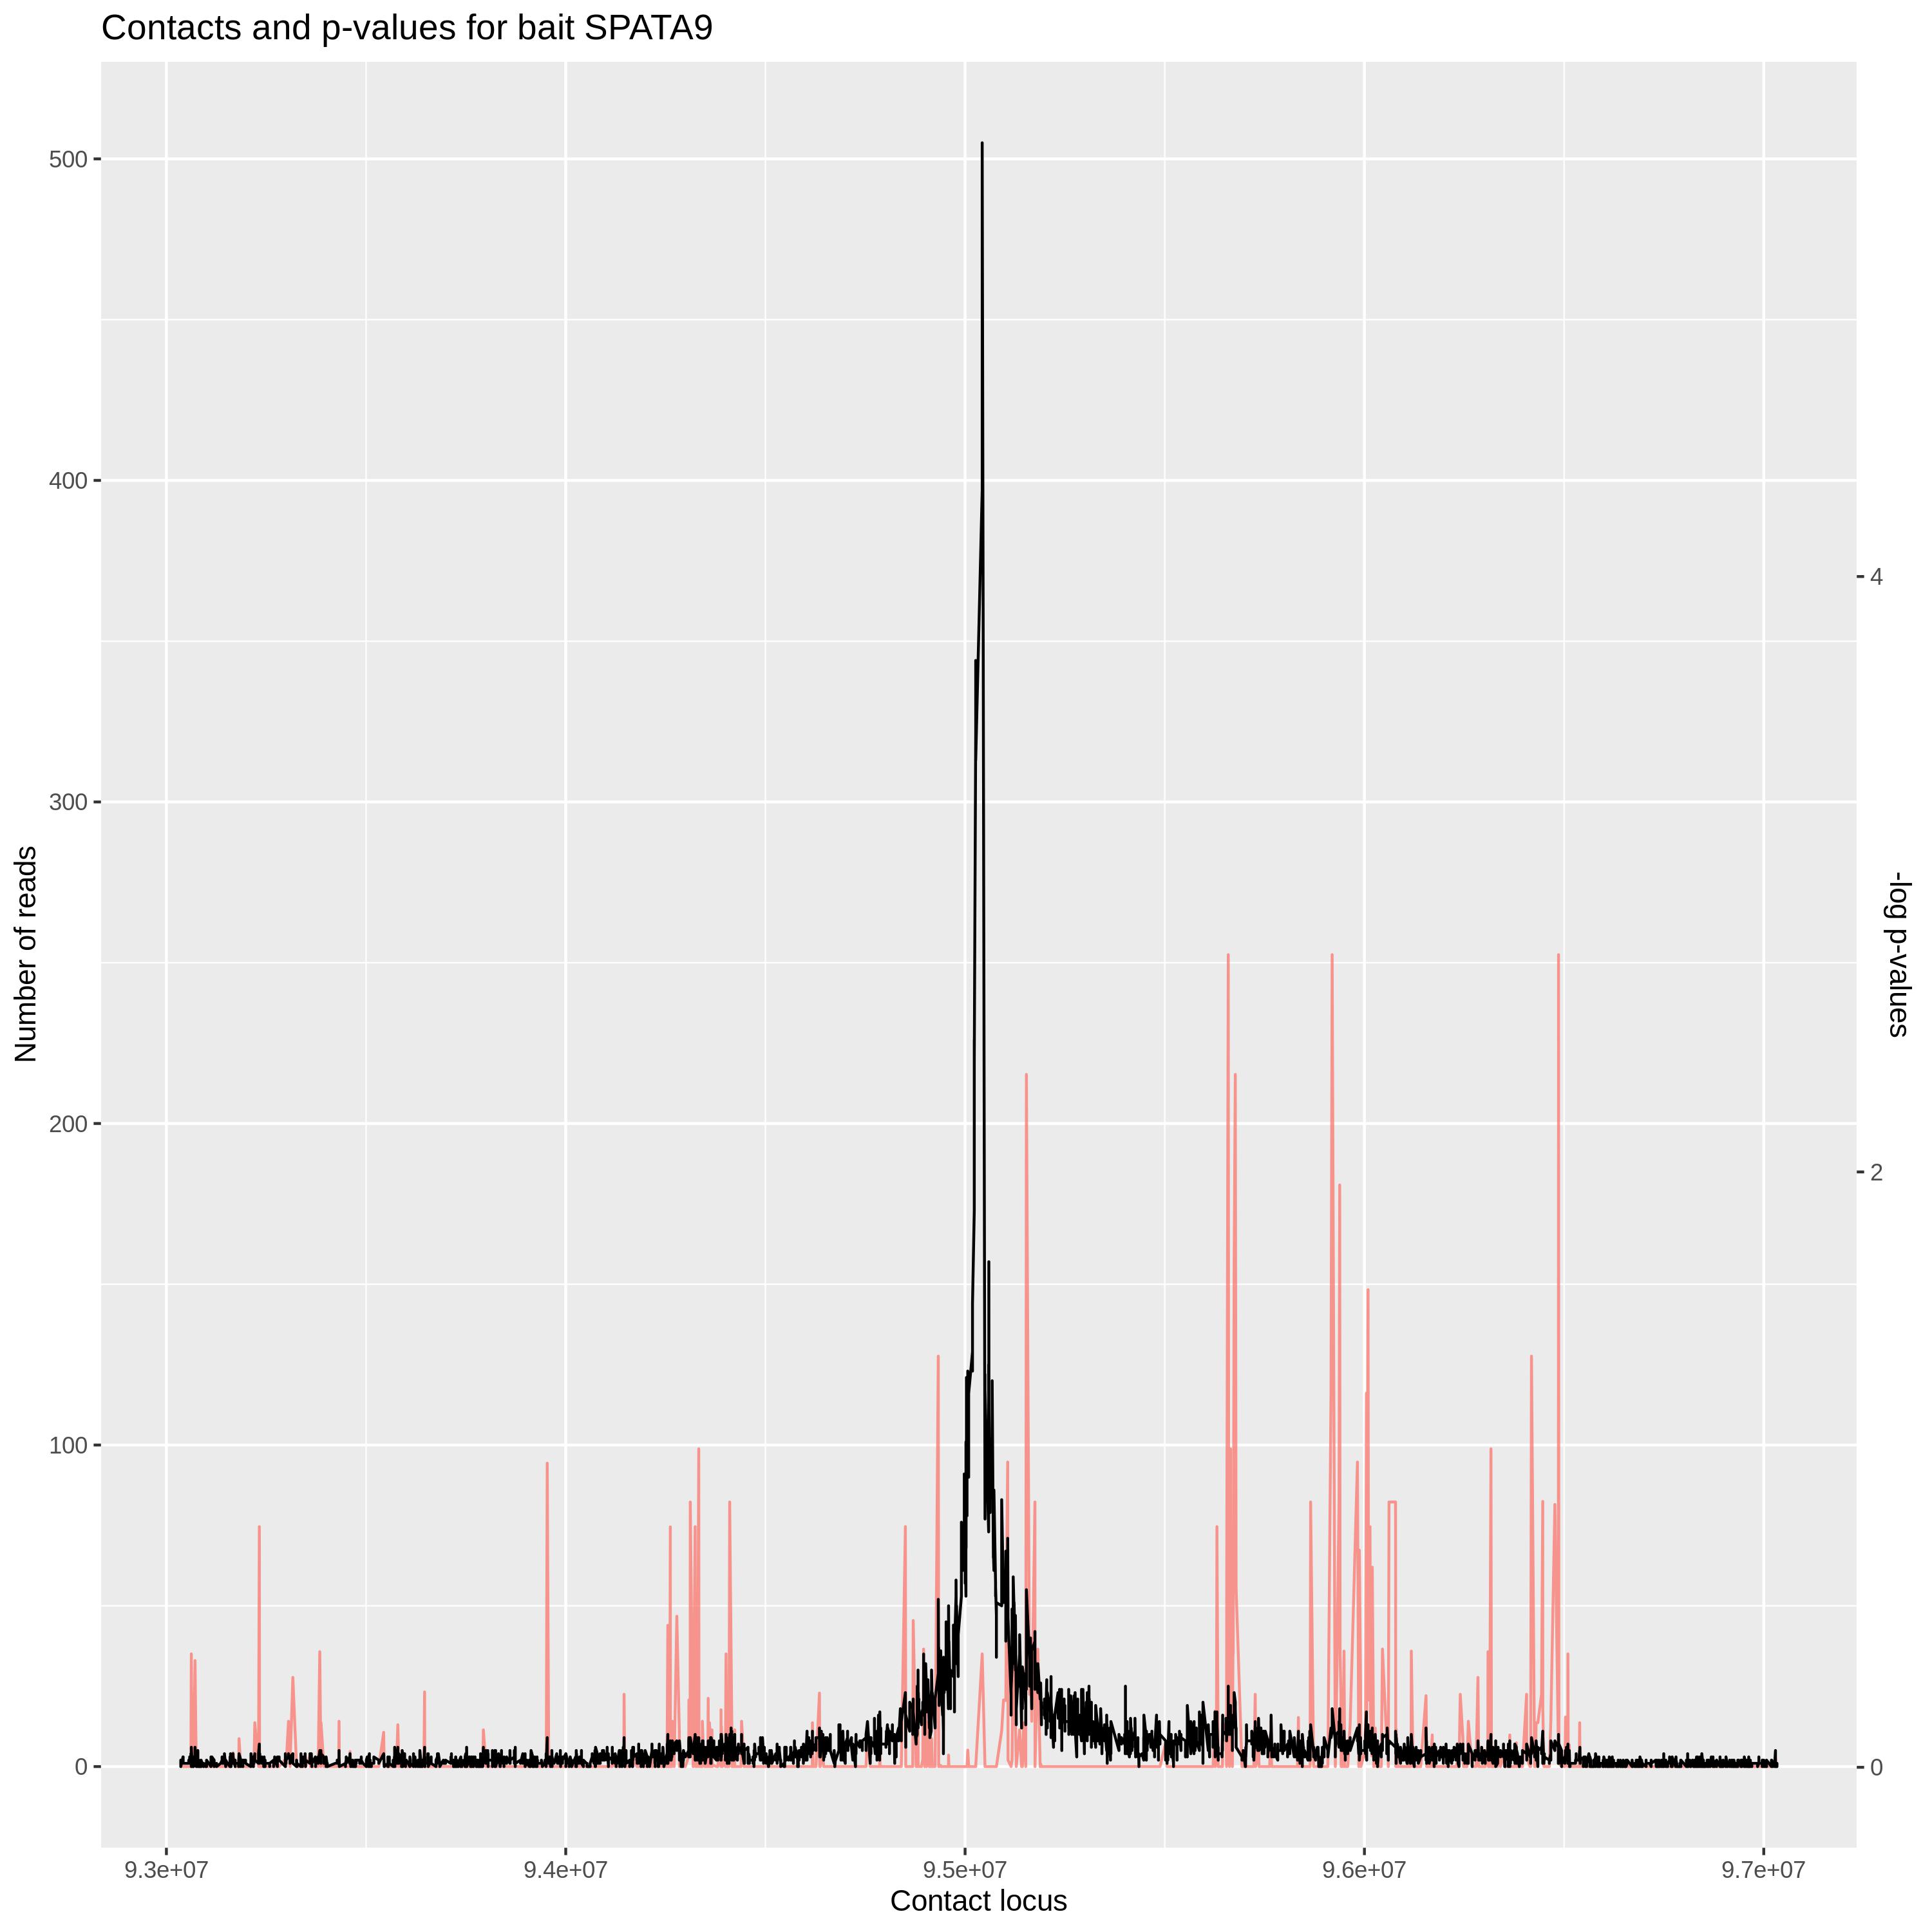 Contacts and p-values for bait SPATA9
500
400
300
200
100
0
Number of reads
4
2
0
-log p-values
9.3e+07 9.4e+07 9.5e+07 9.6e+07 9.7e+07
Contact locus